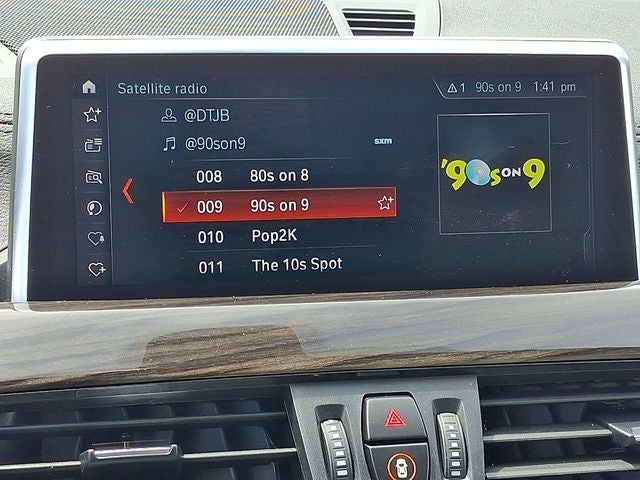 Satellite radio
1 90s on 9 1:41 pm
@DTJB
@90son9 sxm
008 80s on 8
009 90s on 9
010 Pop2K
011 The 10s Spot
'90s ON 9